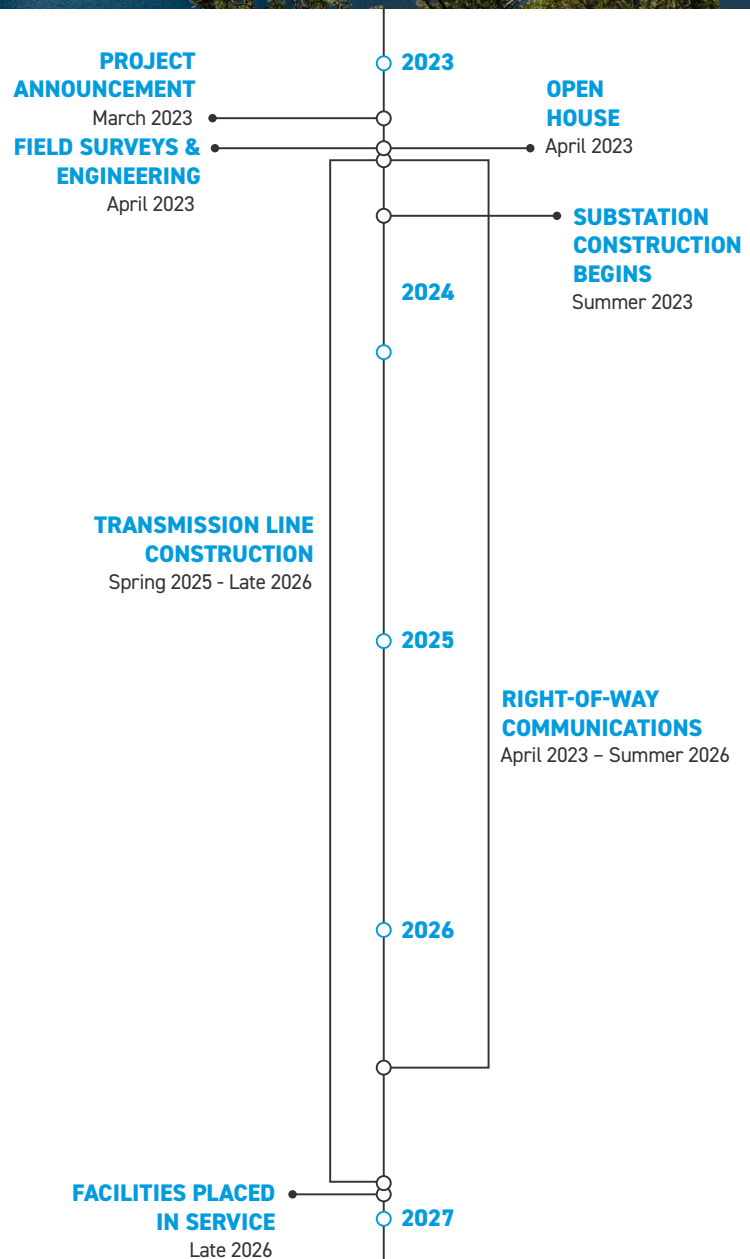 2023
PROJECT
ANNOUNCEMENT
March 2023
OPEN
HOUSE
April 2023
FIELD SURVEYS &
ENGINEERING
April 2023
SUBSTATION
CONSTRUCTION
BEGINS
Summer 2023
2024
TRANSMISSION LINE
CONSTRUCTION
Spring 2025 - Late 2026
2025
RIGHT-OF-WAY
COMMUNICATIONS
April 2023 – Summer 2026
2026
FACILITIES PLACED
IN SERVICE
Late 2026
2027